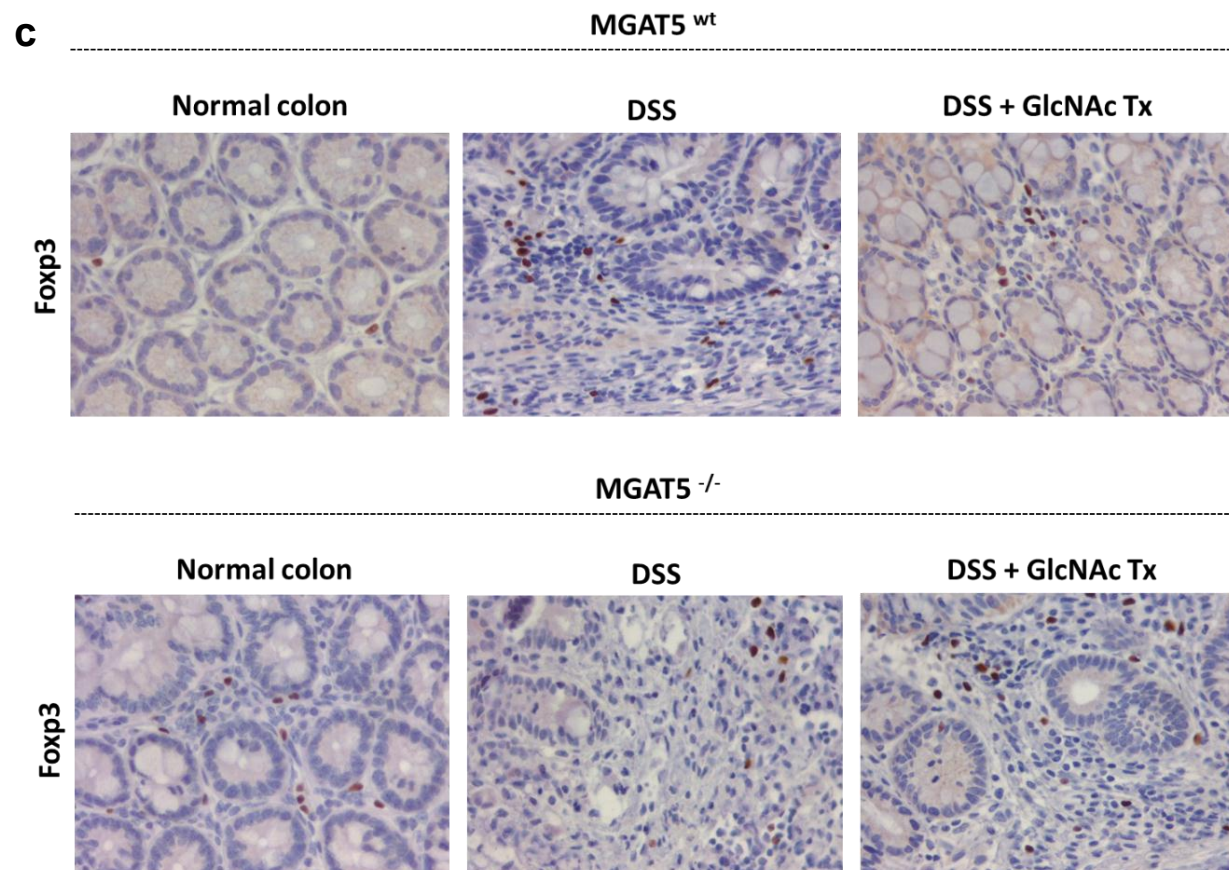 c
MGAT5 wt
Normal colon
DSS
DSS + GlcNAc Tx
Foxp3
MGAT5 -/-
Normal colon
DSS
DSS + GlcNAc Tx
Foxp3